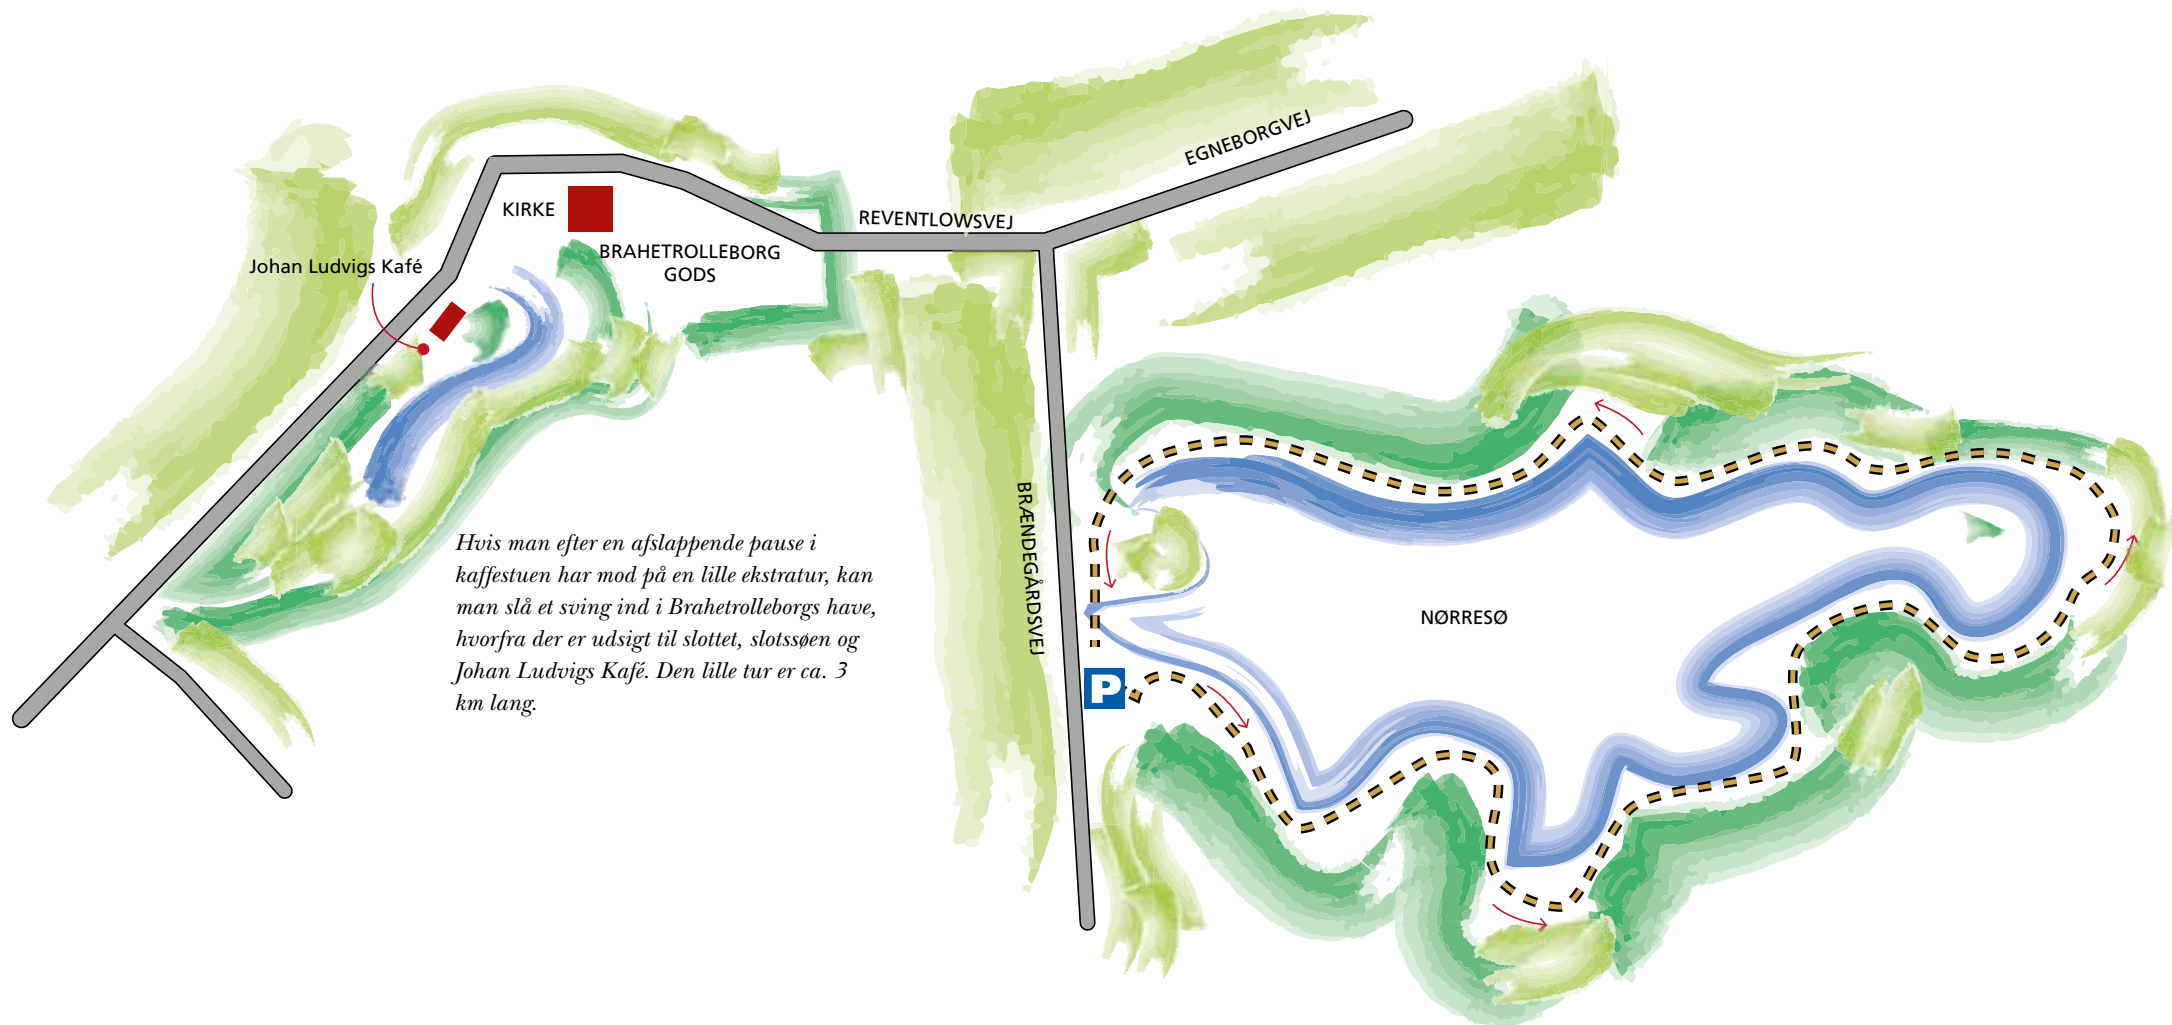 EGNEBORGVEJ
KIRKE
REVENTLOWSVEJ
BRAHETROLLEBORG
GODS
Johan Ludvigs Kafé
BRÆNDEGÅRDSVEJ
Hvis man efter en afslappende pause i
kaffestuen har mod på en lille ekstratur, kan
man slå et sving ind i Brahetrolleborgs have,
hvorfra der er udsigt til slottet, slotssøen og
Johan Ludvigs Kafé. Den lille tur er ca. 3
km lang.
NØRRESØ
P